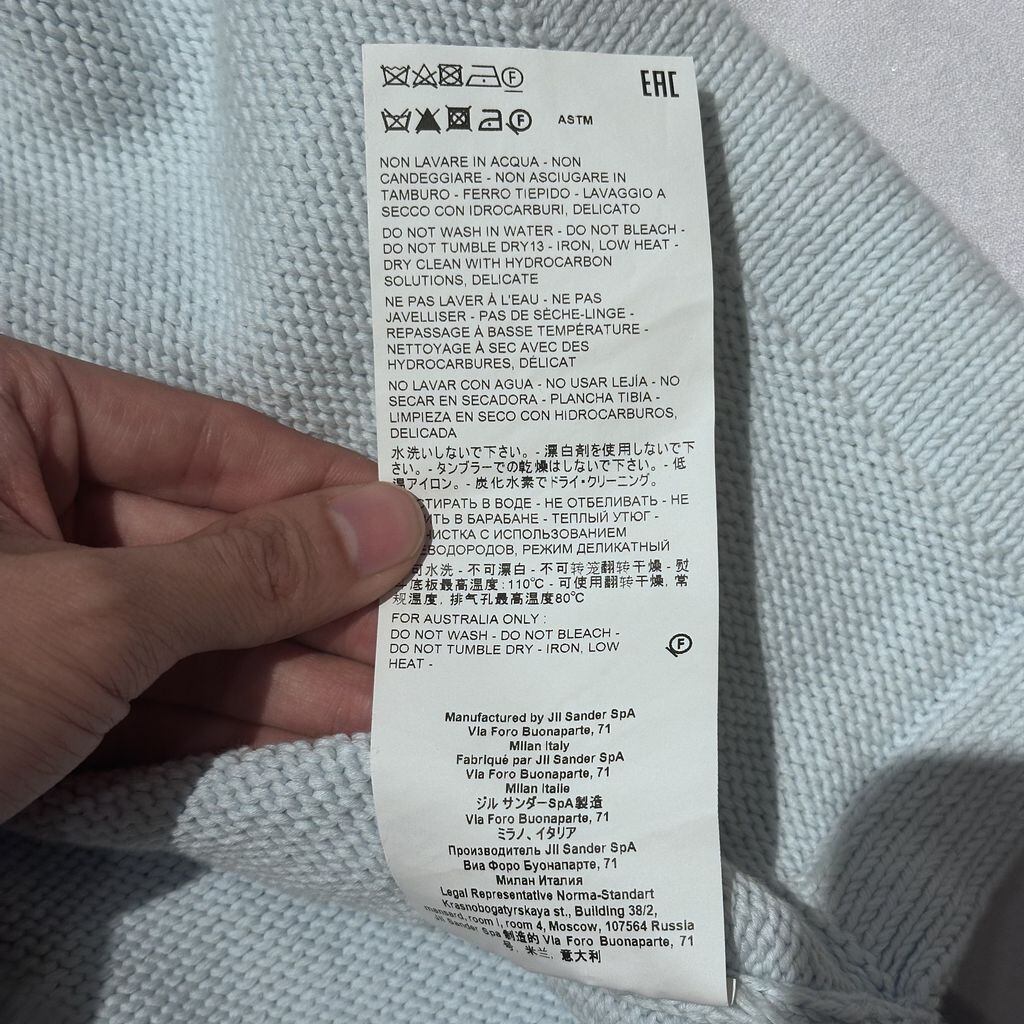 EAC
F
F
ASTM
NON LAVARE IN ACQUA - NON
CANDEGGIARE - NON ASCIUGARE IN
TAMBURO - FERRO TIEPIDO - LAVAGGIO A
SECCO CON IDROCARBURI, DELICATO
DO NOT WASH IN WATER - DO NOT BLEACH -
DO NOT TUMBLE DRY13 - IRON, LOW HEAT -
DRY CLEAN WITH HYDROCARBON
SOLUTIONS, DELICATE
NE PAS LAVER À L'EAU - NE PAS
JAVELLISER - PAS DE SÈCHE-LINGE -
REPASSAGE À BASSE TEMPÉRATURE -
NETTOYAGE À SEC AVEC DES
HYDROCARBURES, DÉLICAT
NO LAVAR CON AGUA - NO USAR LEJÍA - NO
SECAR EN SECADORA - PLANCHA TIBIA -
LIMPIEZA EN SECO CON HIDROCARBUROS,
DELICADA
水洗いしないで下さい。- 漂白剤を使用しないで下
さい。- タンブラーでの乾燥はしないで下さい。- 低
温アイロン。- 炭化水素でドライ・クリーニング。
СТИРАТЬ В ВОДЕ - НЕ ОТБЕЛИВАТЬ - НЕ
В БАРАБАНЕ - ТЕПЛЫЙ УТЮГ -
С ИСПОЛЬЗОВАНИЕМ
РЕЖИМ ДЕЛИКАТНЫЙ
可水洗 - 不可漂白 - 不可转笼翻转干燥 - 熨
底板最高温度:110℃ - 可使用翻转干燥, 常
规温度, 排气孔最高温度80℃
FOR AUSTRALIA ONLY :
DO NOT WASH - DO NOT BLEACH -
DO NOT TUMBLE DRY - IRON, LOW
HEAT -
F
Manufactured by Jil Sander SpA
Via Foro Buonaparte, 71
Milan Italy
Fabriqué par Jil Sander SpA
Via Foro Buonaparte, 71
Milan Italie
ジル サンダーSpA製造
Via Foro Buonaparte, 71
ミラノ、イタリア
Производитель Jil Sander SpA
Виа Форо Буонапарте, 71
Милан Италия
Legal Representative Norma-Standart
Krasnobogatyrskaya st., Building 38/2,
mansard, room I, room 4, Moscow, 107564 Russia
Jil Sander Spa 制造的 Via Foro Buonaparte, 71
号, 米兰, 意大利